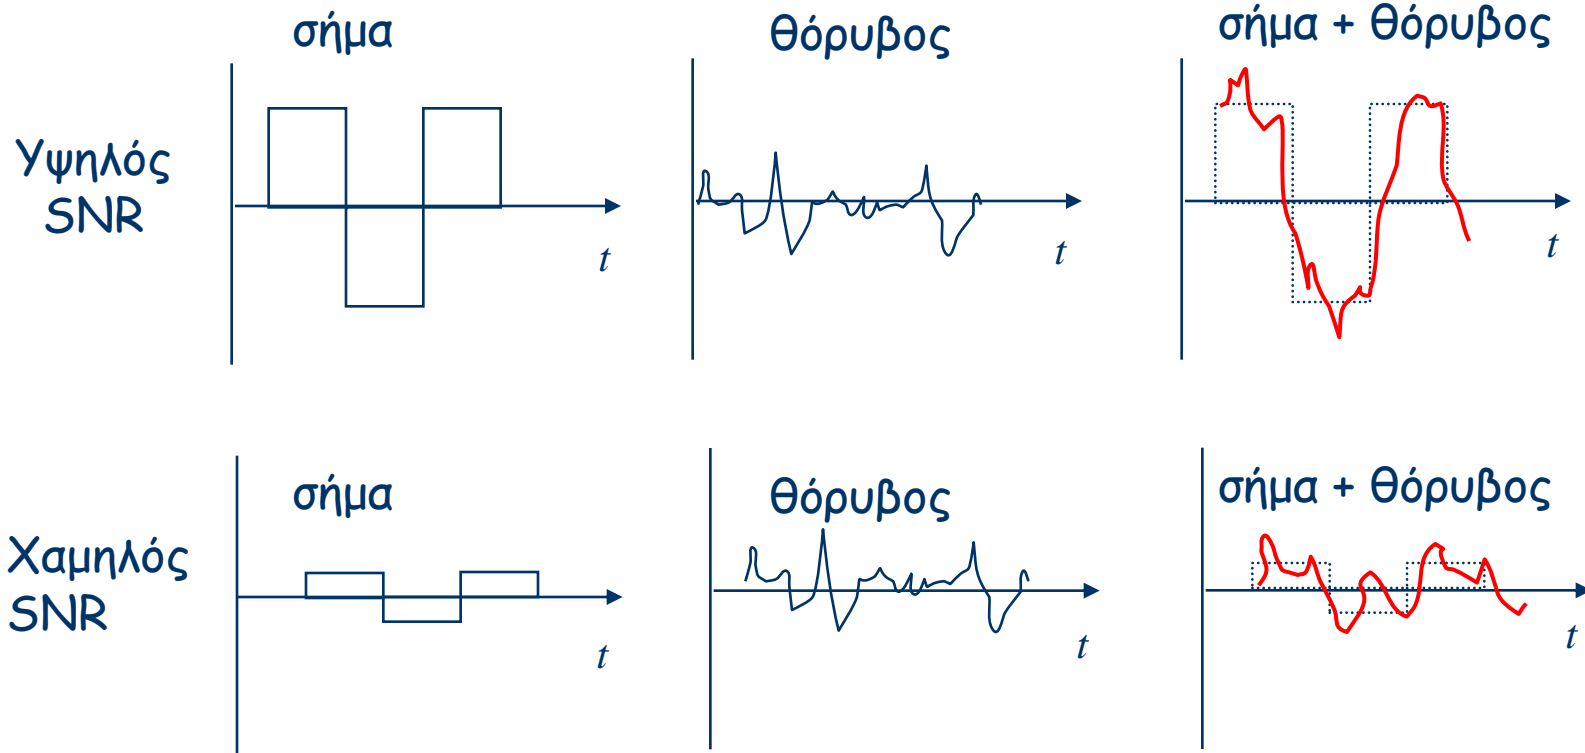 σήμα
θόρυβος
σήμα + θόρυβος
Υψηλός
SNR
t
t
t
σήμα
θόρυβος
σήμα + θόρυβος
Χαμηλός
SNR
t
t
t